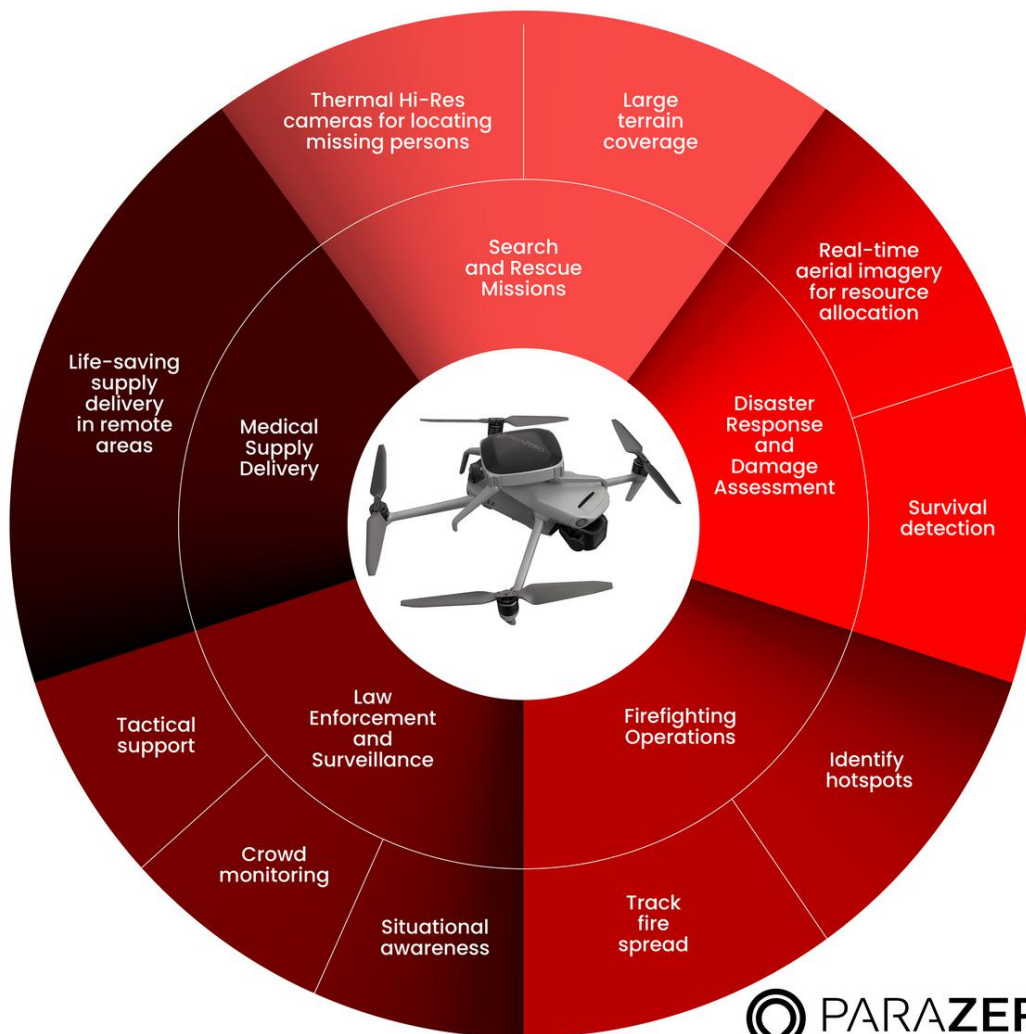 Thermal Hi-Res
cameras for locating
missing persons
Large
terrain
coverage
Search
and Rescue
Missions
Real-time
aerial imagery
for resource
allocation
Disaster
Response
and
Damage
Assessment
Survival
detection
Firefighting
Operations
Identify
hotspots
Track
fire
spread
Law
Enforcement
and
Surveillance
Situational
awareness
Crowd
monitoring
Tactical
support
Medical
Supply
Delivery
Life-saving
supply
delivery
in remote
areas